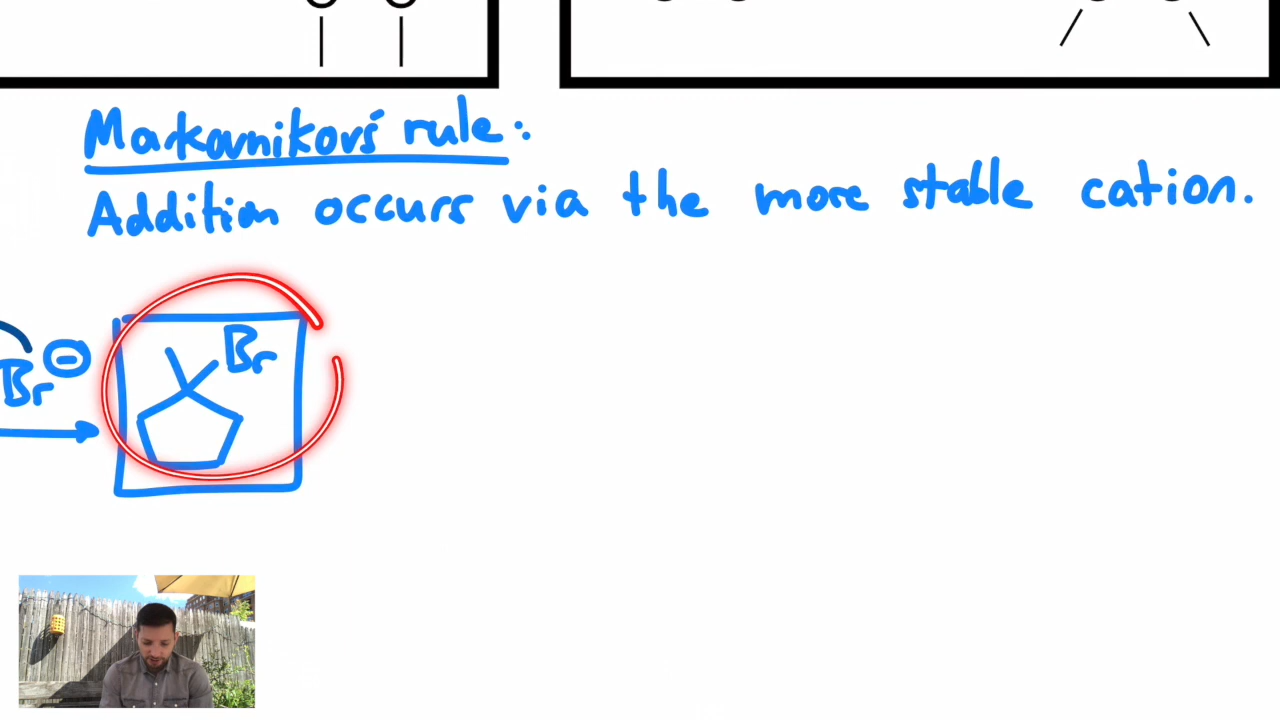 Markovnikov's rule:
Addition occurs via the more stable cation.
Br
Br ⊖